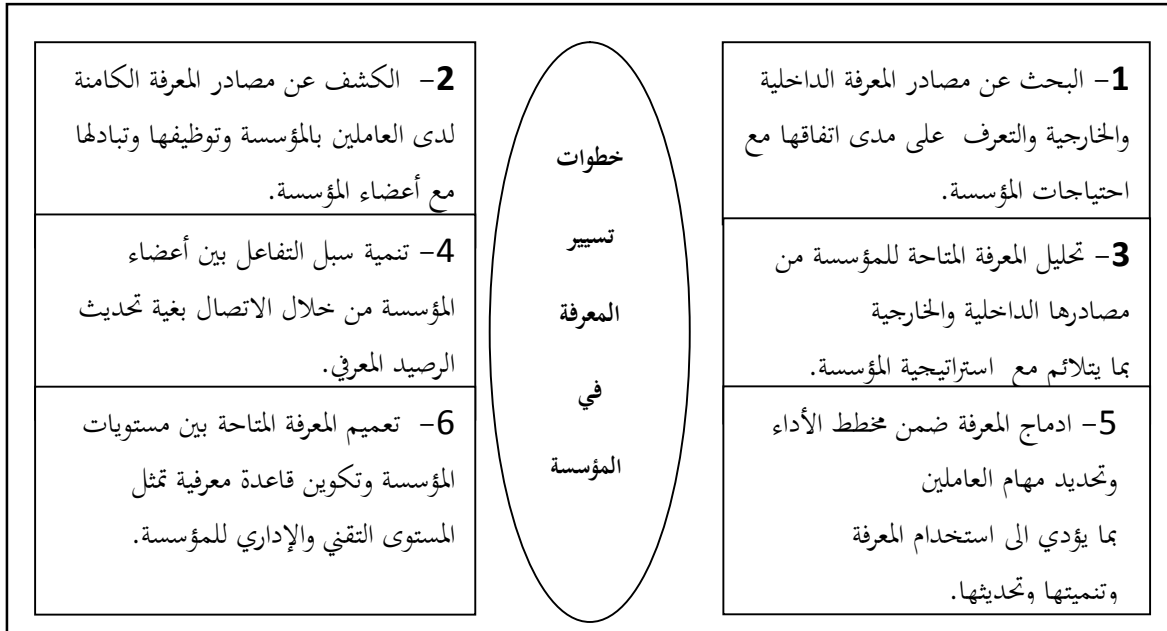 1- البحث عن مصادر المعرفة الداخلية
والخارجية والتعرف على مدى اتفاقها مع
احتياجات المؤسسة.
2- الكشف عن مصادر المعرفة الكامنة
لدى العاملين بالمؤسسة وتوظيفها وتبادلها
مع أعضاء المؤسسة.
خطوات
تسيير
المعرفة
في
المؤسسة
3- تحليل المعرفة المتاحة للمؤسسة من
مصادرها الداخلية والخارجية
بما يتلائم مع استراتيجية المؤسسة.
4- تنمية سبل التفاعل بين أعضاء
المؤسسة من خلال الاتصال بغية تحديث
الرصيد المعرفي.
5- ادماج المعرفة ضمن مخطط الأداء
وتحديد مهام العاملين
بما يؤدي الى استخدام المعرفة
وتنميتها وتحديثها.
6- تعميم المعرفة المتاحة بين مستويات
المؤسسة وتكوين قاعدة معرفية تمثل
المستوى التقني والإداري للمؤسسة.